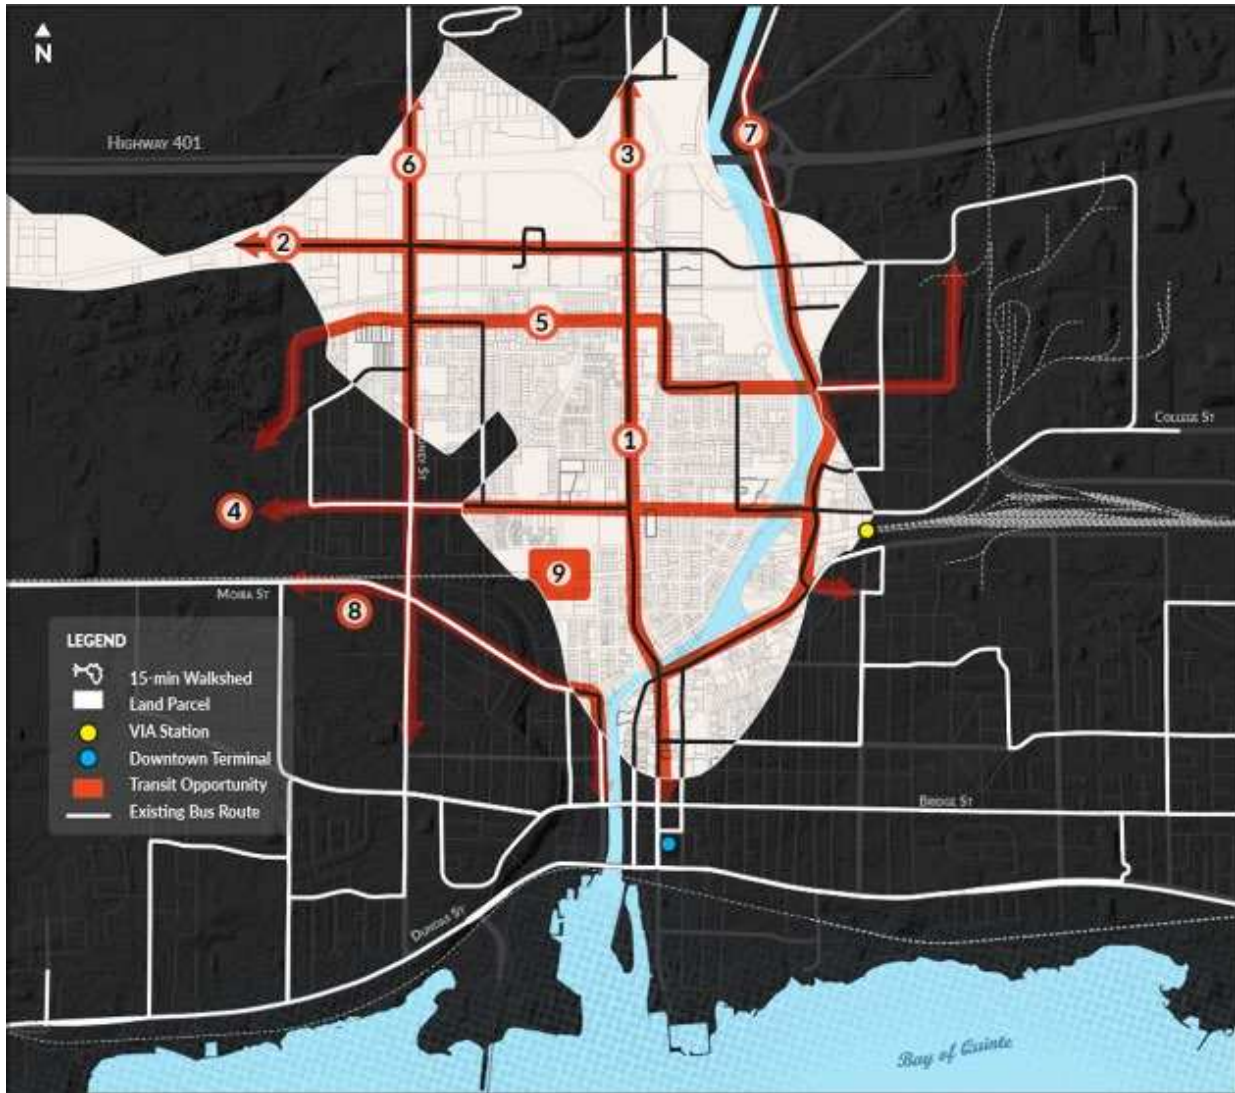 N
HIGHWAY 401
7
3
6
2
5
COLLEGE ST
1
4
9
MOIRA ST
8
LEGEND
15-min Walkshed
Land Parcel
VIA Station
Downtown Terminal
Transit Opportunity
Existing Bus Route
BRIDGE ST
DUNDAS ST
Bay of Quinte